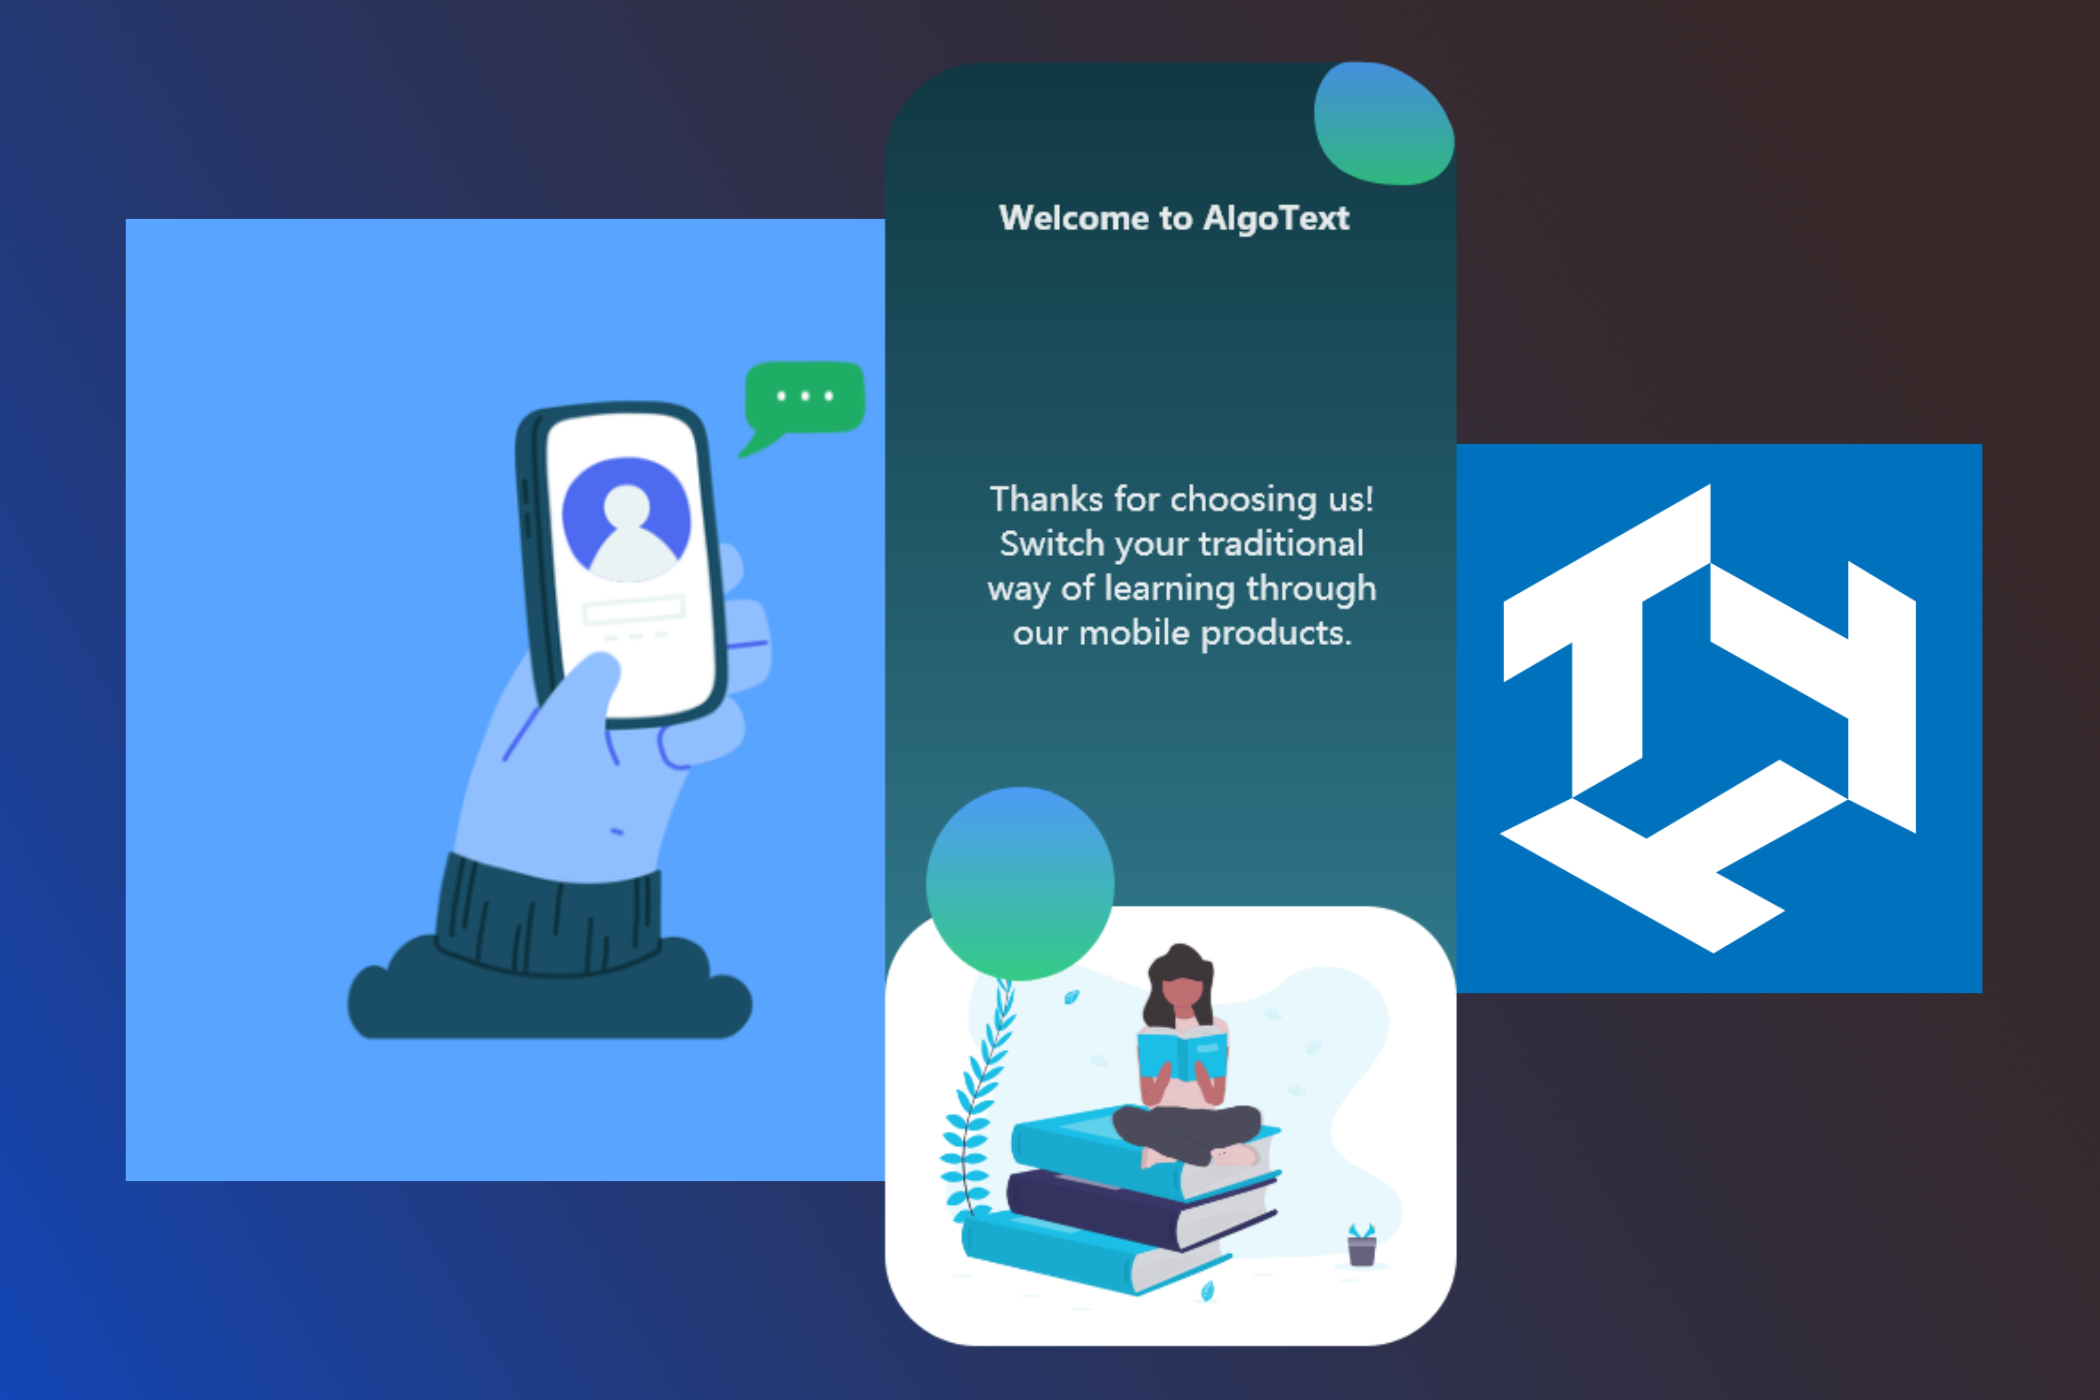 Welcome to AlgoText
Thanks for choosing us!
Switch your traditional
way of learning through
our mobile products.